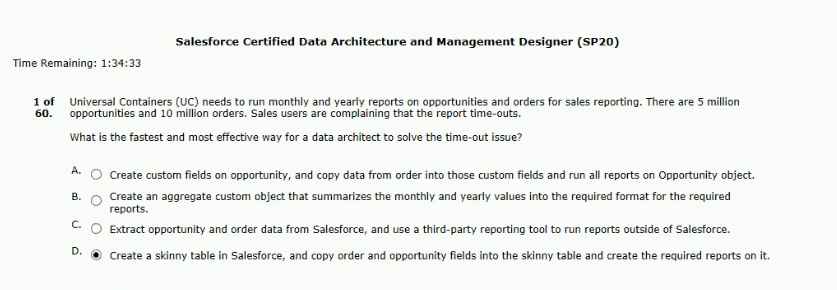 Salesforce Certified Data Architecture and Management Designer (SP20)
Time Remaining: 1:34:33
1 of 60. Universal Containers (UC) needs to run monthly and yearly reports on opportunities and orders for sales reporting. There are 5 million
opportunities and 10 million orders. Sales users are complaining that the report time-outs.
What is the fastest and most effective way for a data architect to solve the time-out issue?
A. Create custom fields on opportunity, and copy data from order into those custom fields and run all reports on Opportunity object.
B. Create an aggregate custom object that summarizes the monthly and yearly values into the required format for the required
reports.
C. Extract opportunity and order data from Salesforce, and use a third-party reporting tool to run reports outside of Salesforce.
D. Create a skinny table in Salesforce, and copy order and opportunity fields into the skinny table and create the required reports on it.